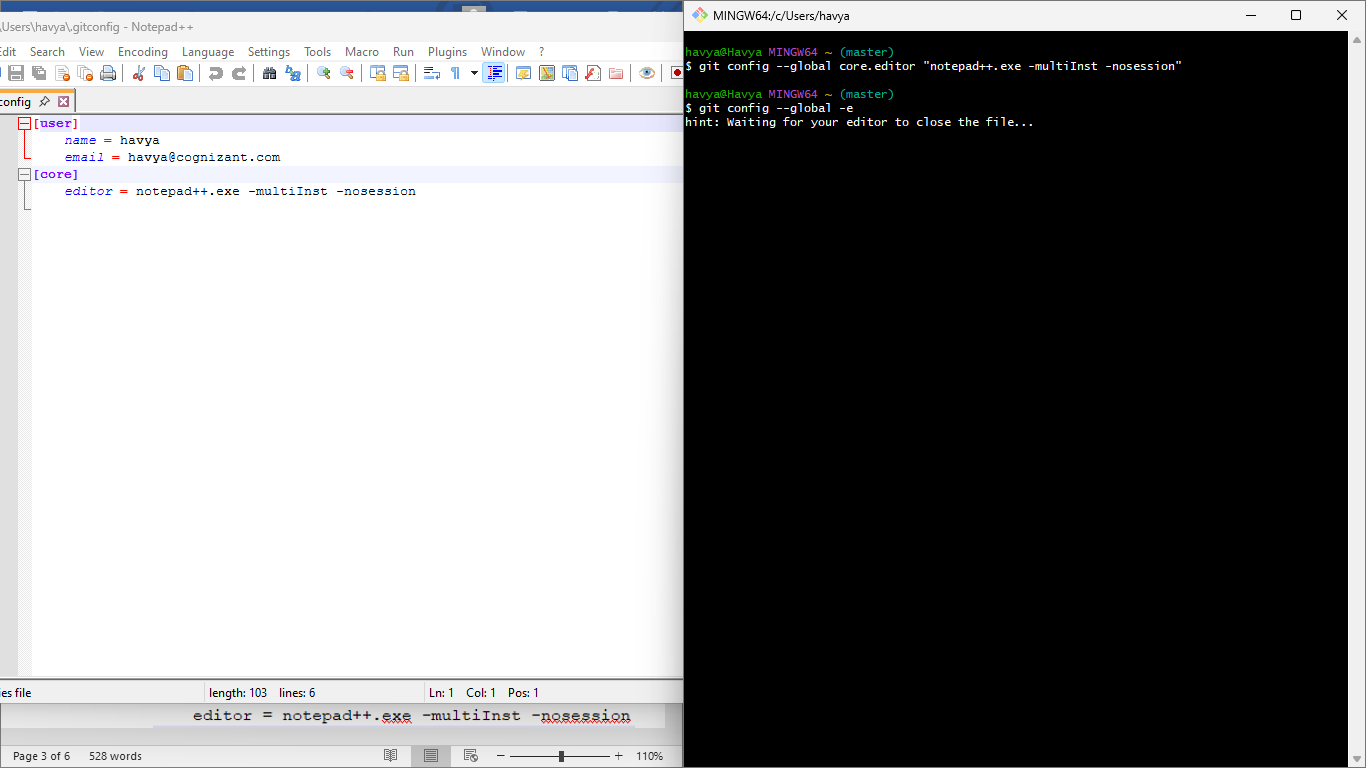 Users\havya\.gitconfig - Notepad++
Edit Search View Encoding Language Settings Tools Macro Run Plugins Window ?
config
[user]
name = havya
email = havya@cognizant.com
[core]
editor = notepad++.exe -multiInst -nosession
ies file length: 103 lines: 6 Ln: 1 Col: 1 Pos: 1
editor = notepad++.exe -multiInst -nosession
Page 3 of 6 528 words 110%
MINGW64:/c/Users/havya
havya@Havya MINGW64 ~ (master)
$ git config --global core.editor "notepad++.exe -multiInst -nosession"
havya@Havya MINGW64 ~ (master)
$ git config --global -e
hint: Waiting for your editor to close the file...